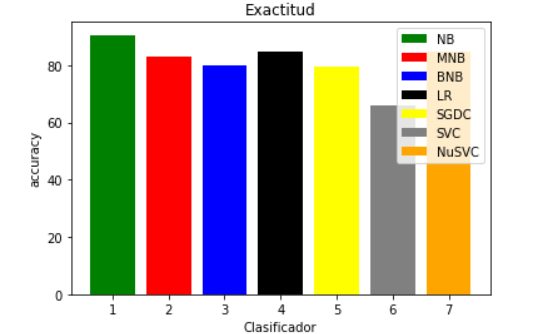 Exactitud
NB
MNB
BNB
LR
SGDC
SVC
NuSVC
accuracy
80
60
40
20
0
1 2 3 4 5 6 7
Clasificador